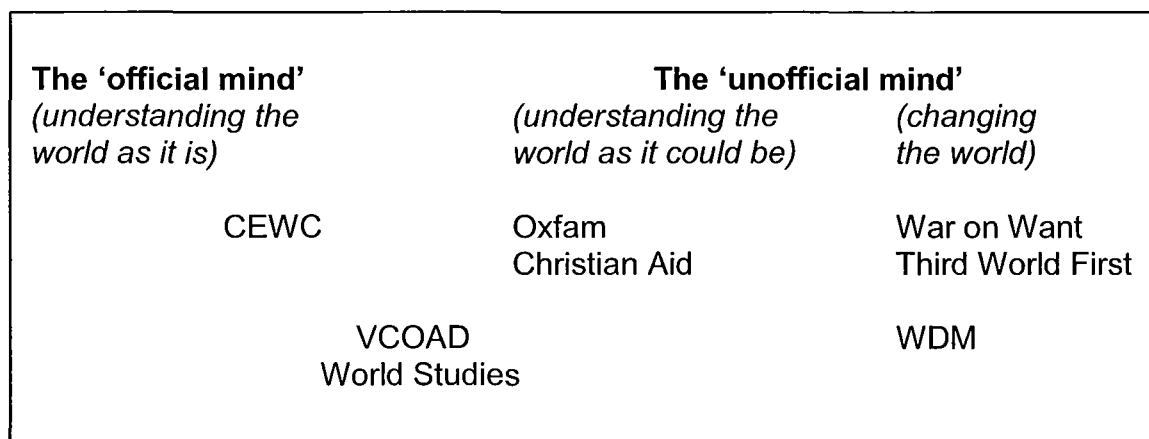 The ‘official mind’ The ‘unofficial mind’
(understanding the (understanding the (changing
world as it is) world as it could be) the world)
CEWC Oxfam War on Want
Christian Aid Third World First
VCOAD WDM
World Studies